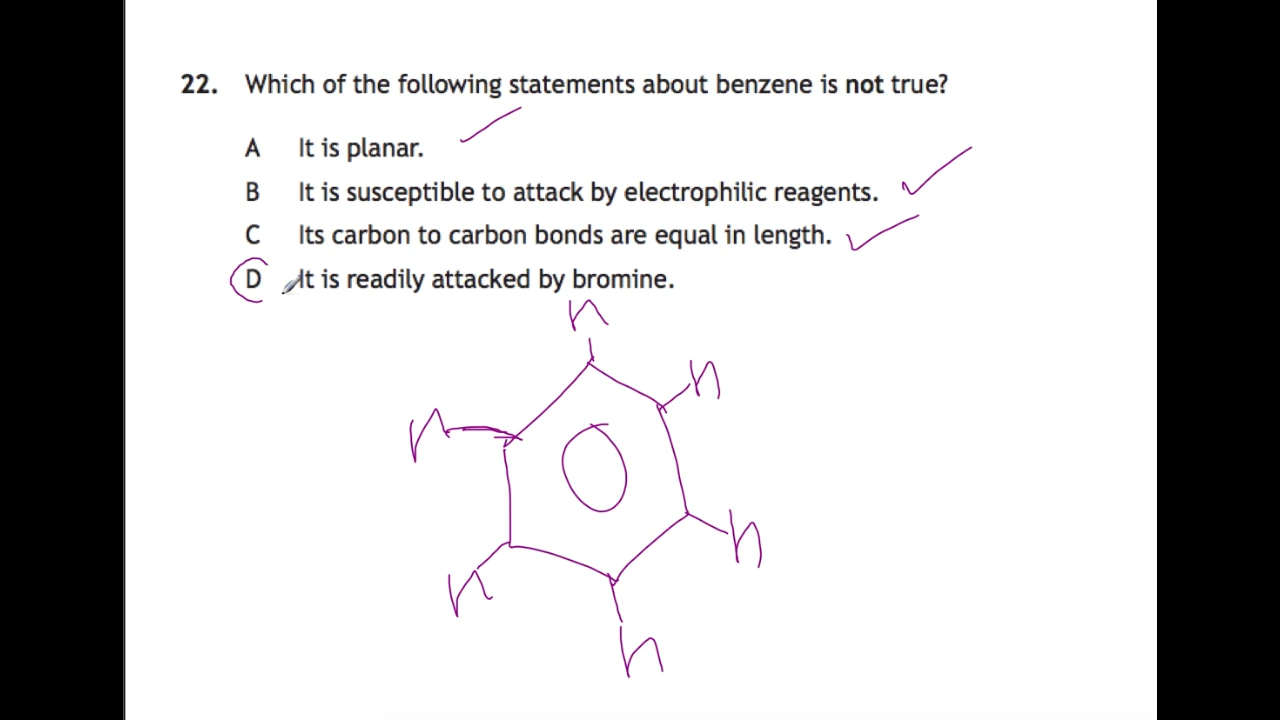 22. Which of the following statements about benzene is not true?
A It is planar.
B It is susceptible to attack by electrophilic reagents.
C Its carbon to carbon bonds are equal in length.
D It is readily attacked by bromine.
h
h
h
h
h
h